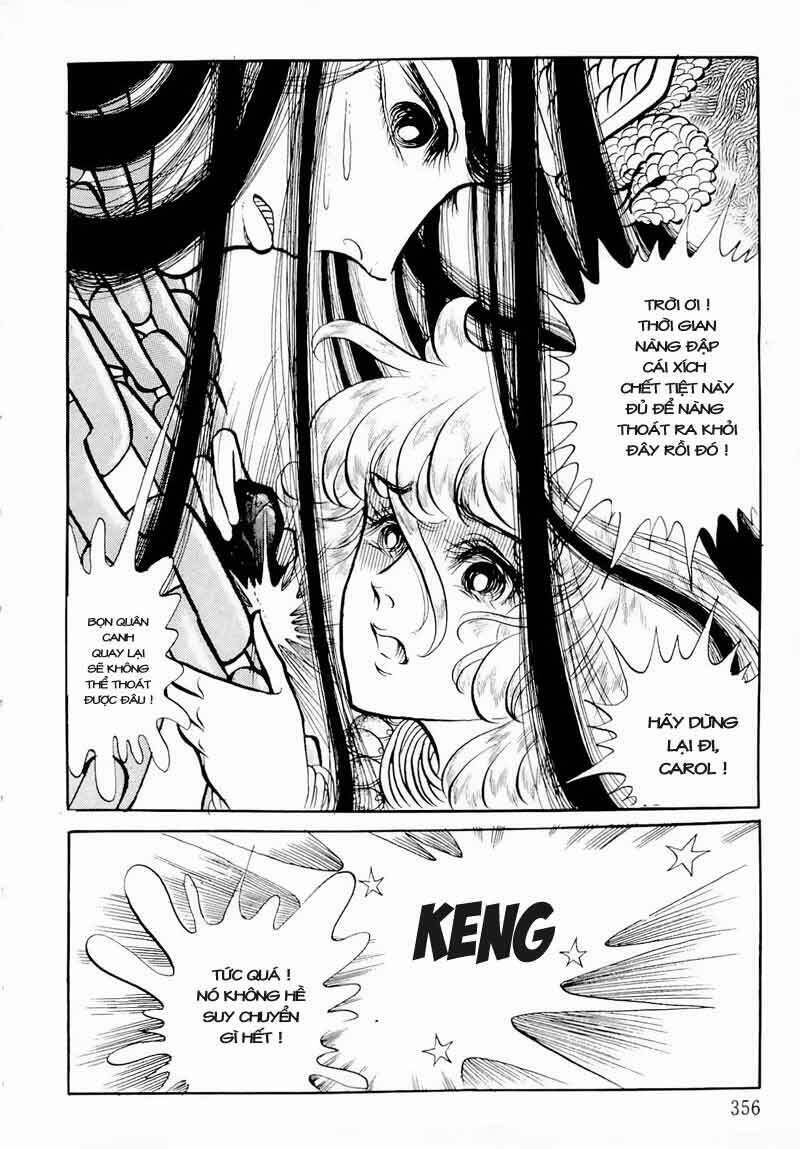 TRỜI ƠI !
THỜI GIAN
NÀNG ĐẬP
CÁI XÍCH
CHẾT TIỆT NÀY
ĐỦ ĐỂ NÀNG
THOÁT RA KHỎI
ĐÂY RỒI ĐÓ !
BỌN QUÂN
CANH
QUAY LẠI
SẼ KHÔNG
THỂ THOÁT
ĐƯỢC ĐÂU !
HÃY DỪNG
LẠI ĐI,
CAROL !
KENG
TỨC QUÁ !
NÓ KHÔNG HỀ
SUY CHUYỂN
GÌ HẾT !
356